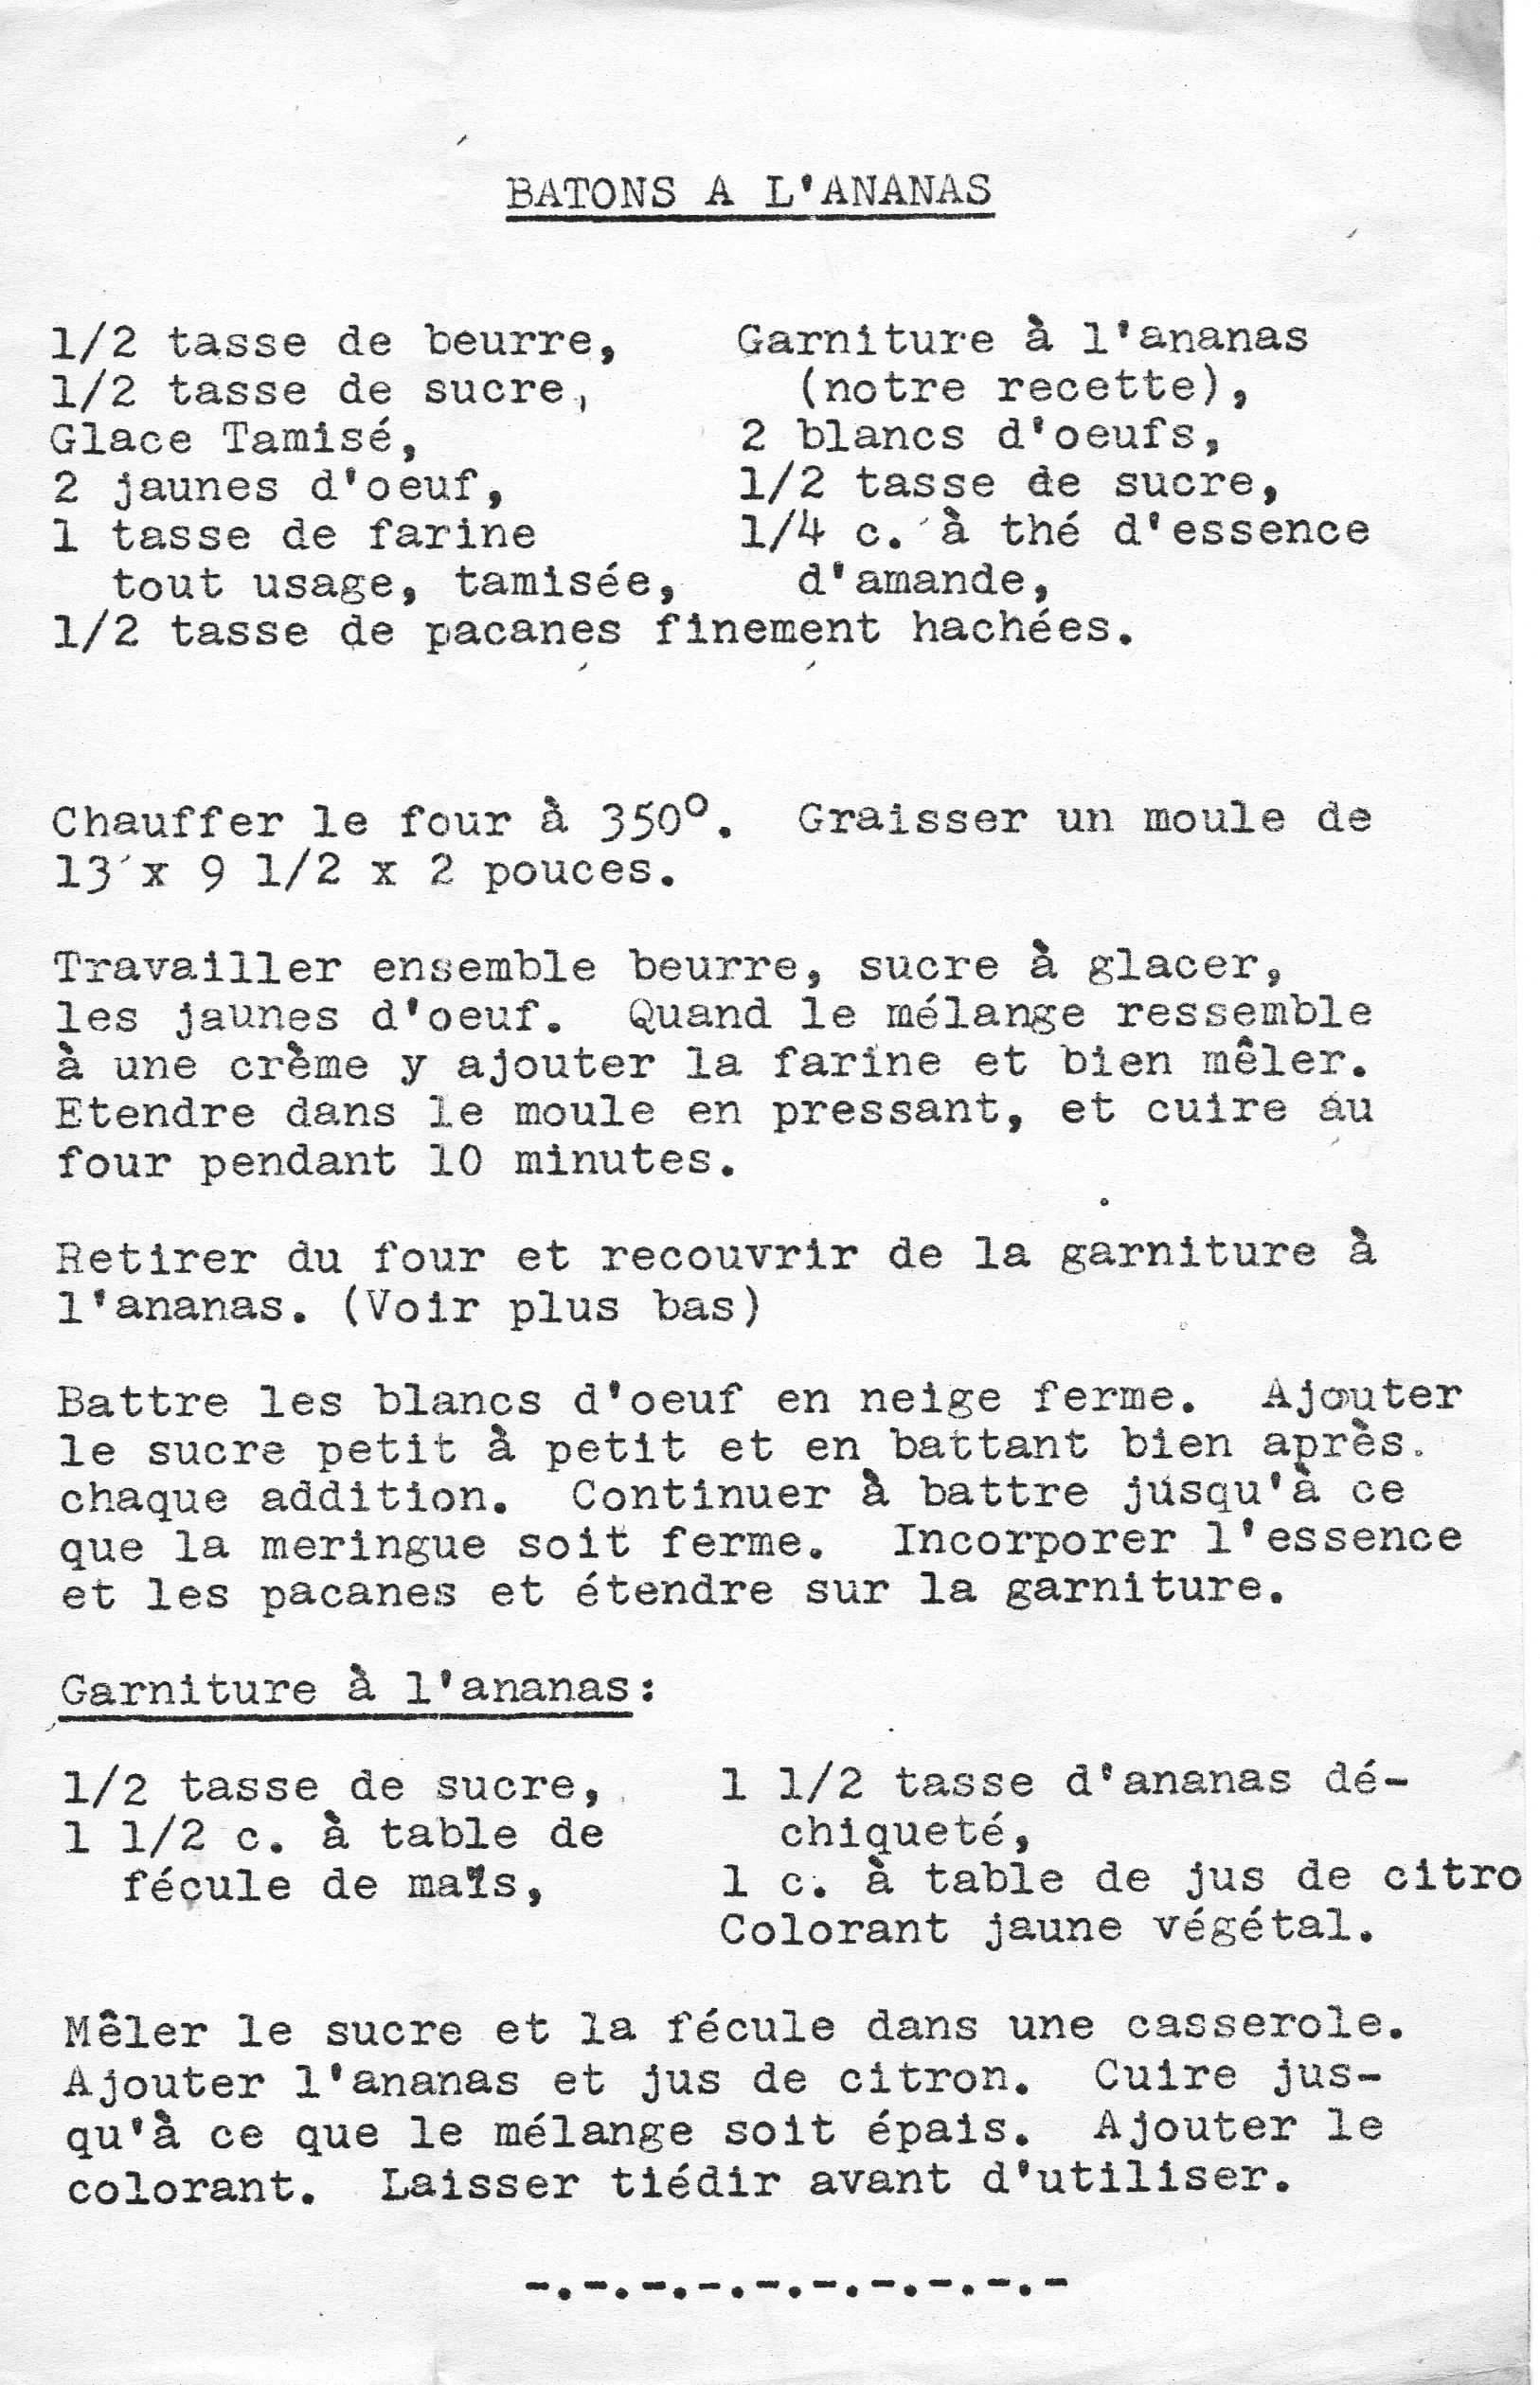 BATONS A L'ANANAS
1/2 tasse de beurre,
1/2 tasse de sucre,
Glace Tamisé,
2 jaunes d'oeuf,
1 tasse de farine
tout usage, tamisée,
1/2 tasse de pacanes finement hachées.
Garniture à l'ananas
(notre recette),
2 blancs d'oeufs,
1/2 tasse de sucre,
1/4 c. à thé d'essence
d'amande,
Chauffer le four à 350°. Graisser un moule de
13 x 9 1/2 x 2 pouces.
Travailler ensemble beurre, sucre à glacer,
les jaunes d'oeuf. Quand le mélange ressemble
à une crème y ajouter la farine et bien mêler.
Etendre dans le moule en pressant, et cuire au
four pendant 10 minutes.
Retirer du four et recouvrir de la garniture à
l'ananas. (Voir plus bas)
Battre les blancs d'oeuf en neige ferme. Ajouter
le sucre petit à petit et en battant bien après.
chaque addition. Continuer à battre jusqu'à ce
que la meringue soit ferme. Incorporer l'essence
et les pacanes et étendre sur la garniture.
Garniture à l'ananas:
1/2 tasse de sucre,
1 1/2 c. à table de
fécule de maïs,
1 1/2 tasse d'ananas dé-
chiqueté,
1 c. à table de jus de citro
Colorant jaune végétal.
Mêler le sucre et la fécule dans une casserole.
Ajouter l'ananas et jus de citron. Cuire jus-
qu'à ce que le mélange soit épais. Ajouter le
colorant. Laisser tiédir avant d'utiliser.
-.-.-.-.-.-.-.-.-.-